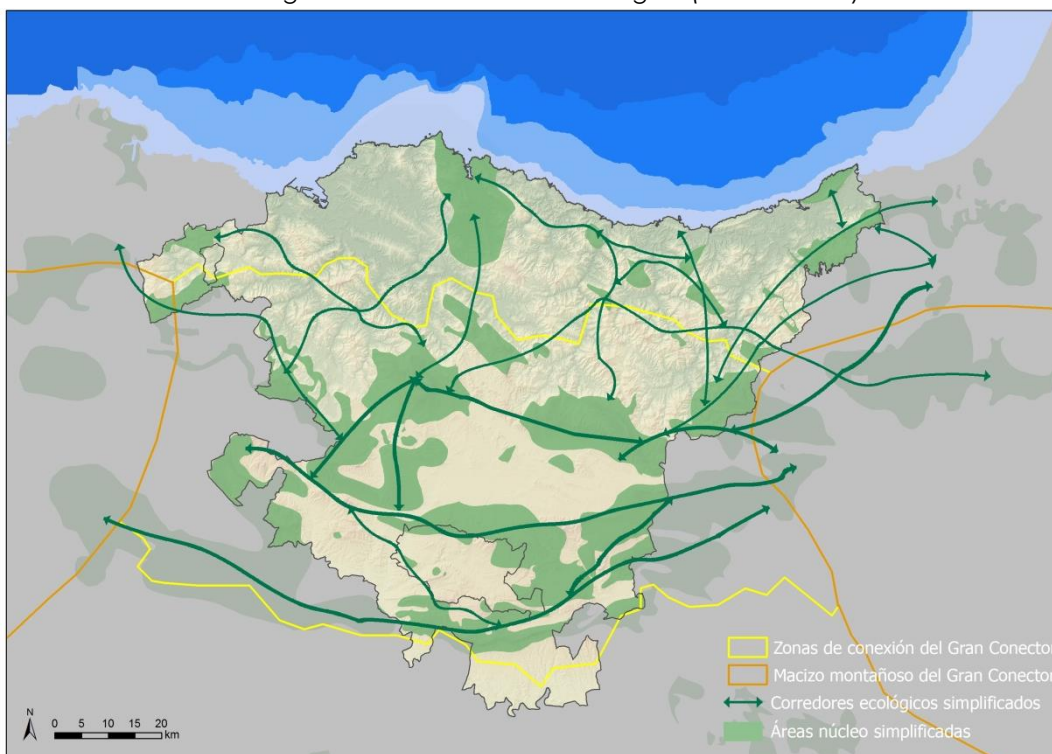 Zonas de conexión del Gran Conector
Macizo montañoso del Gran Conector
Corredores ecológicos simplificados
Áreas núcleo simplificadas
N
0 5 10 15 20
km